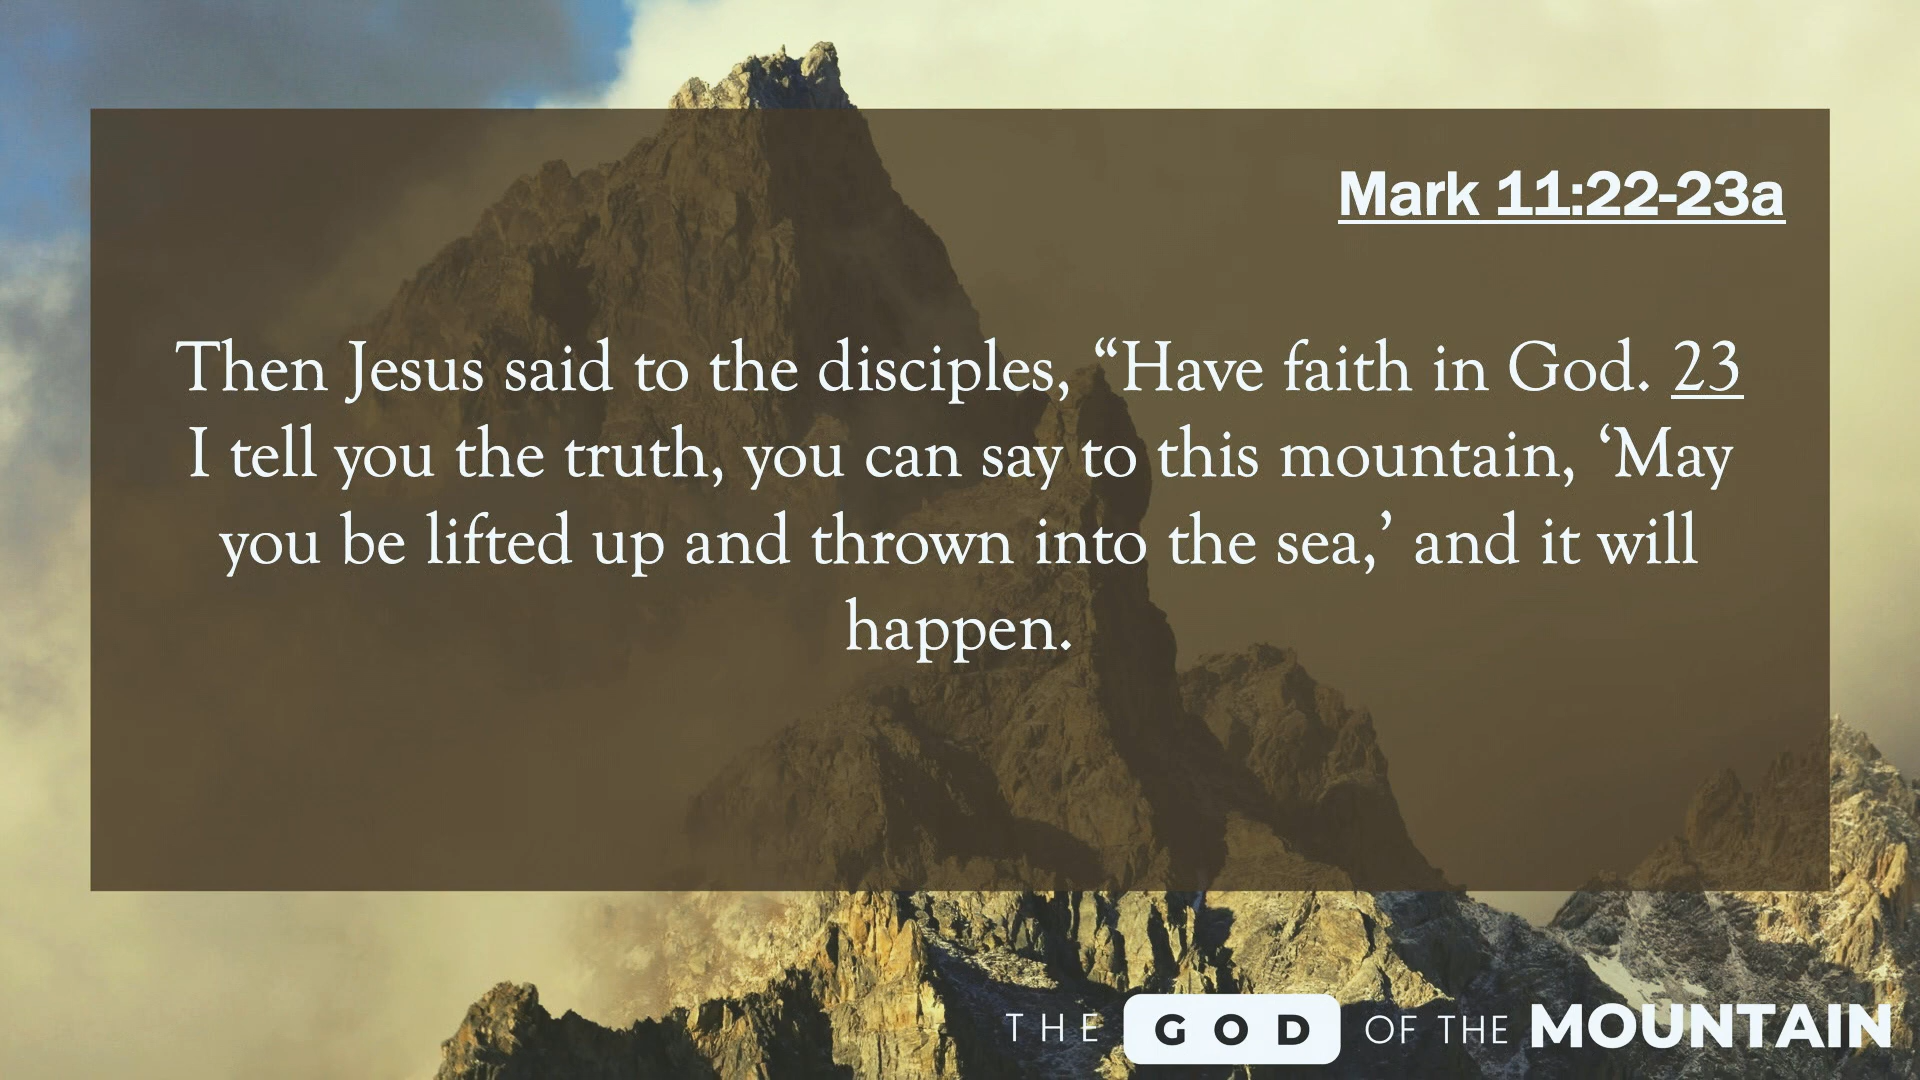 Mark 11:22-23a
Then Jesus said to the disciples, “Have faith in God. 23
I tell you the truth, you can say to this mountain, ‘May
you be lifted up and thrown into the sea,’ and it will
happen.
THE GOD OF THE MOUNTAIN